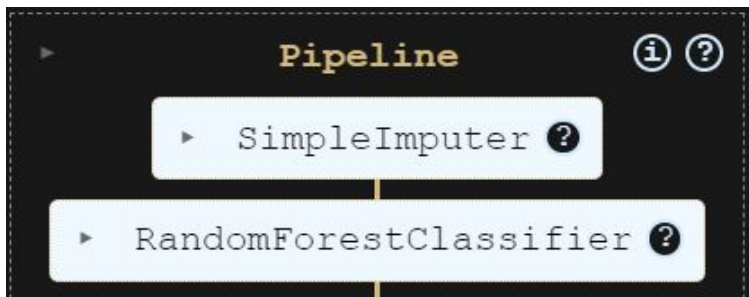 Pipeline i ?
SimpleImputer ?
RandomForestClassifier ?